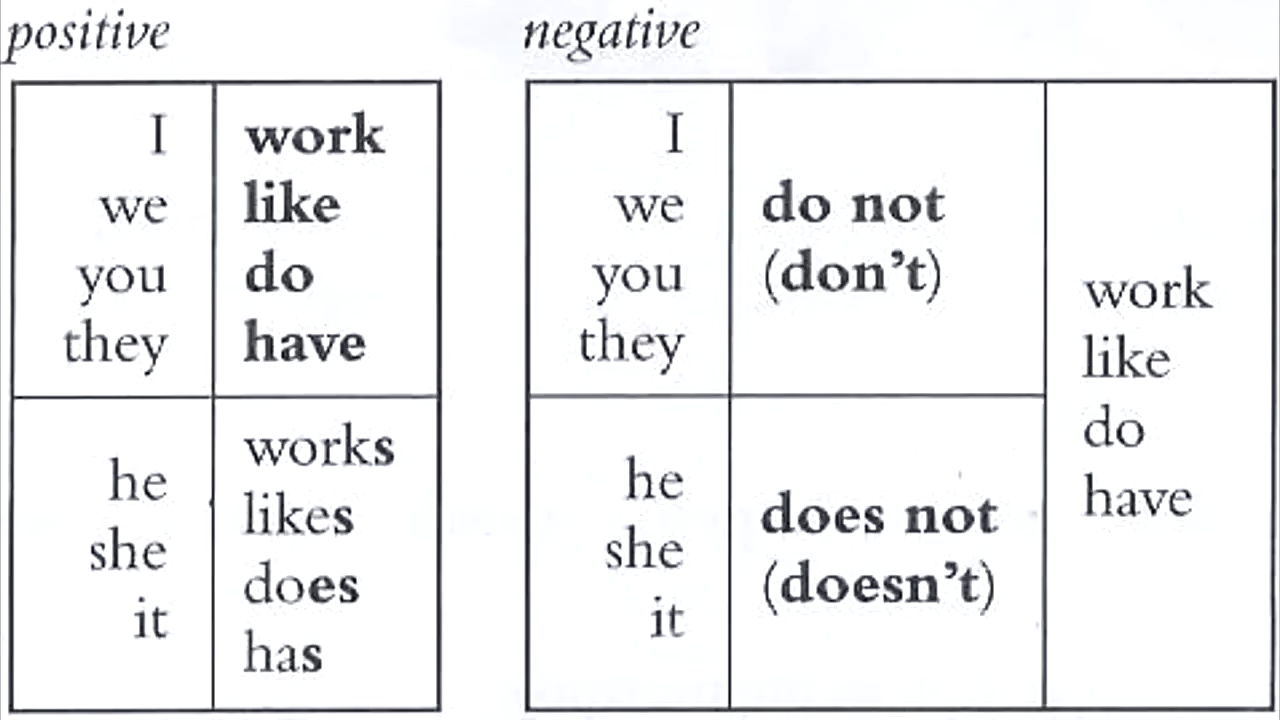 positive
I
we
you
they
work
like
do
have
he
she
it
works
likes
does
has
negative
I
we
you
they
do not
(don't)
he
she
it
does not
(doesn't)
work
like
do
have